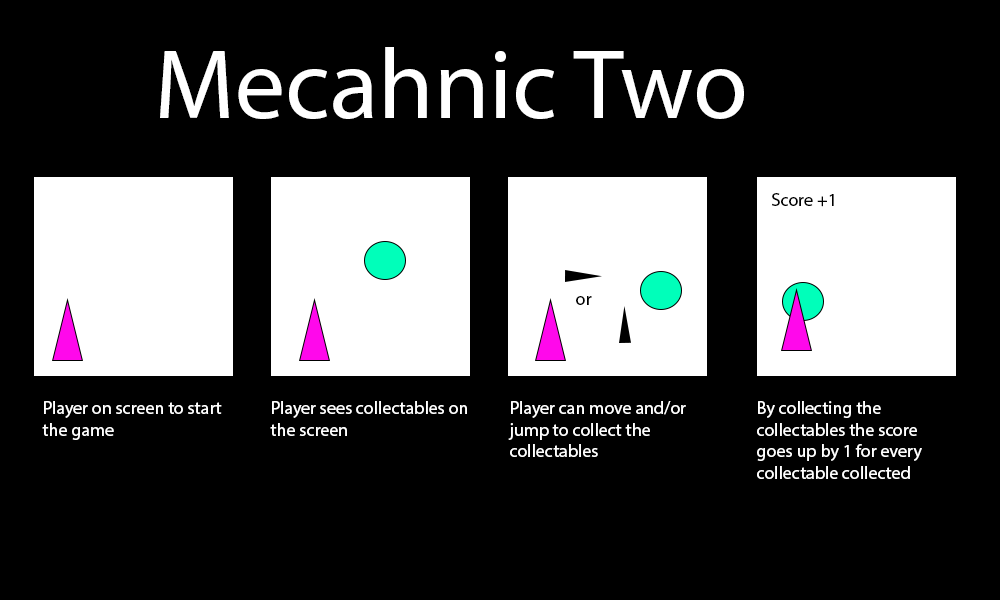 Mecahnic Two
Score +1
or
Player on screen to start
the game
Player sees collectables on
the screen
Player can move and/or
jump to collect the
collectables
By collecting the
collectables the score
goes up by 1 for every
collectable collected